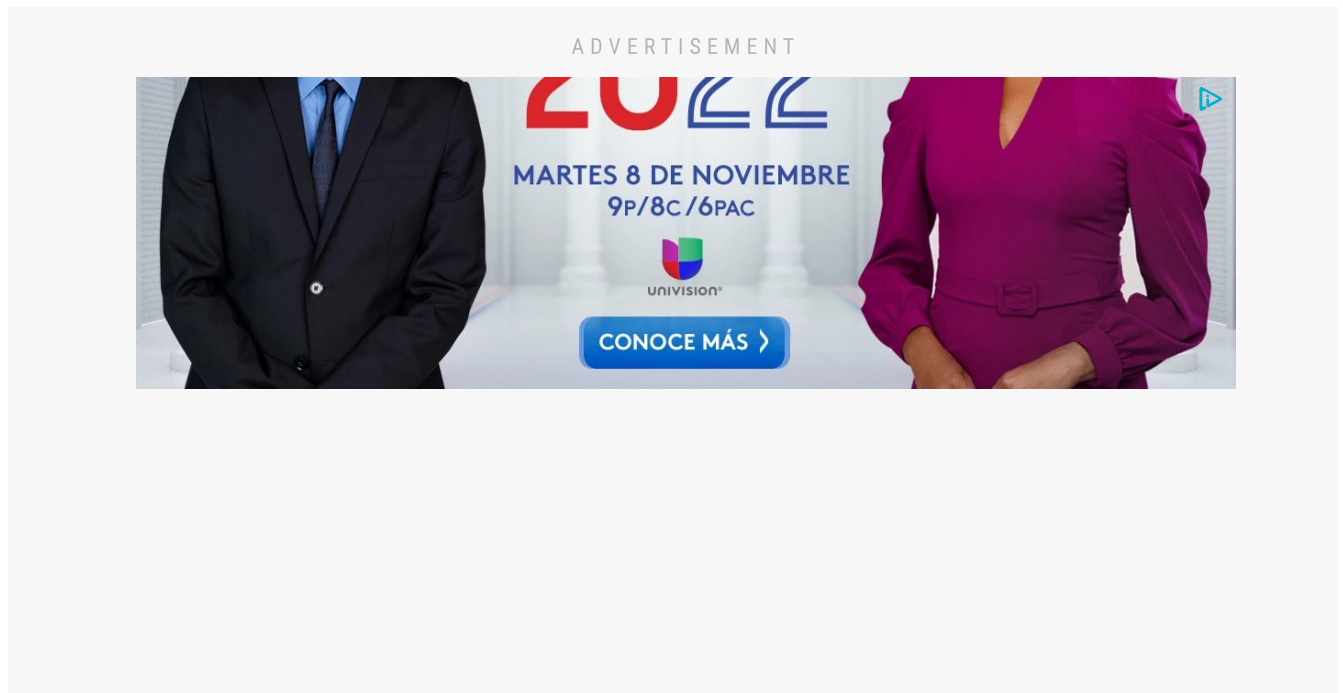 ADVERTISEMENT
2022
MARTES 8 DE NOVIEMBRE
9P/8C/6PAC
UNIVISION®
CONOCE MÁS